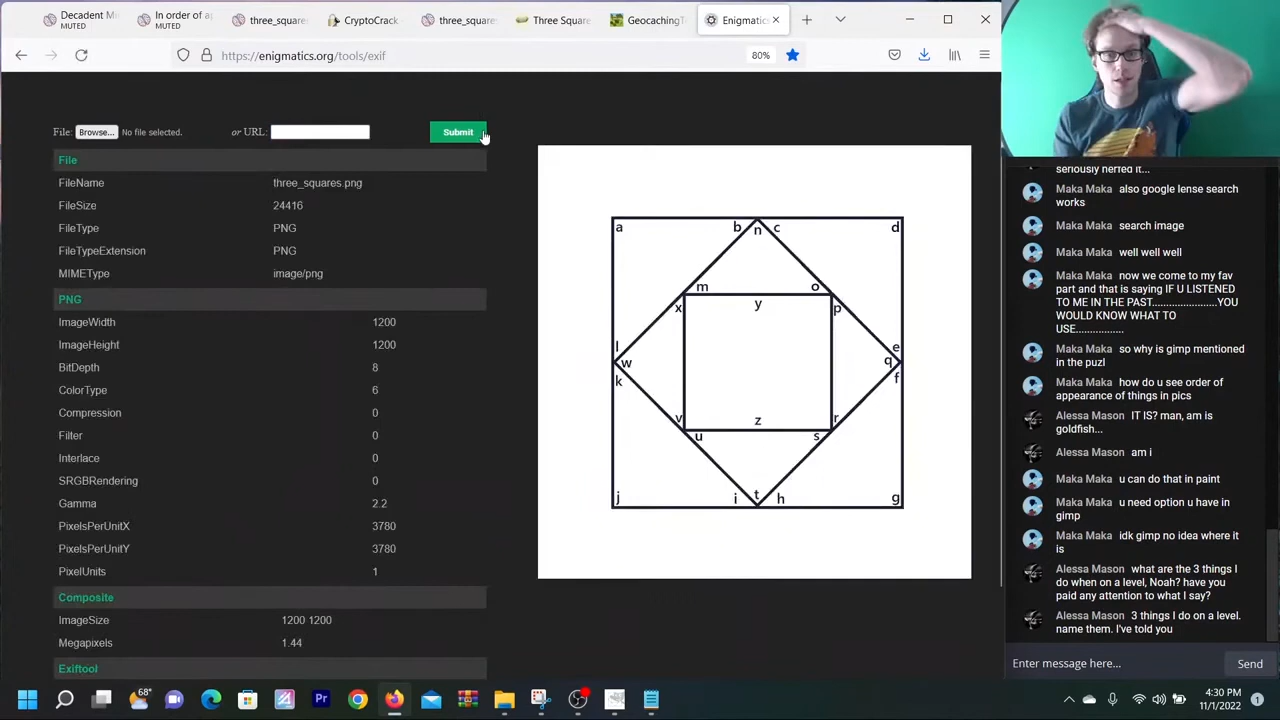 Decadent M
MUTED
In order of ap
MUTED
three_squares
CryptoCrack
three_square
Three Square
GeocachingT
Enigmatics
https://enigmatics.org/tools/exif
80%
File: Browse... No file selected. or URL: Submit
File
FileName three_squares.png
FileSize 24416
FileType PNG
FileTypeExtension PNG
MIMEType image/png
PNG
ImageWidth 1200
ImageHeight 1200
BitDepth 8
ColorType 6
Compression 0
Filter 0
Interlace 0
SRGBRendering 0
Gamma 2.2
PixelsPerUnitX 3780
PixelsPerUnitY 3780
PixelUnits 1
Composite
ImageSize 1200 1200
Megapixels 1.44
Exiftool
a b n c d
m o
x y p
l e
w q
k f
v z r
u s
j i t h g
seriously nerfed it...
Maka Maka also google lense search
works
Maka Maka search image
Maka Maka well well well
Maka Maka now we come to my fav
part and that is saying IF U LISTENED
TO ME IN THE PAST......................YOU
WOULD KNOW WHAT TO
USE.................
Maka Maka so why is gimp mentioned
in the puzl
Maka Maka how do u see order of
appearance of things in pics
Alessa Mason IT IS? man, am is
goldfish...
Alessa Mason am i
Maka Maka u can do that in paint
Maka Maka u need option u have in
gimp
Maka Maka idk gimp no idea where it
is
Alessa Mason what are the 3 things I
do when on a level, Noah? have you
paid any attention to what I say?
Alessa Mason 3 things I do on a level.
name them. I've told you
Enter message here... Send
68°
Pr
4:30 PM
11/1/2022
1